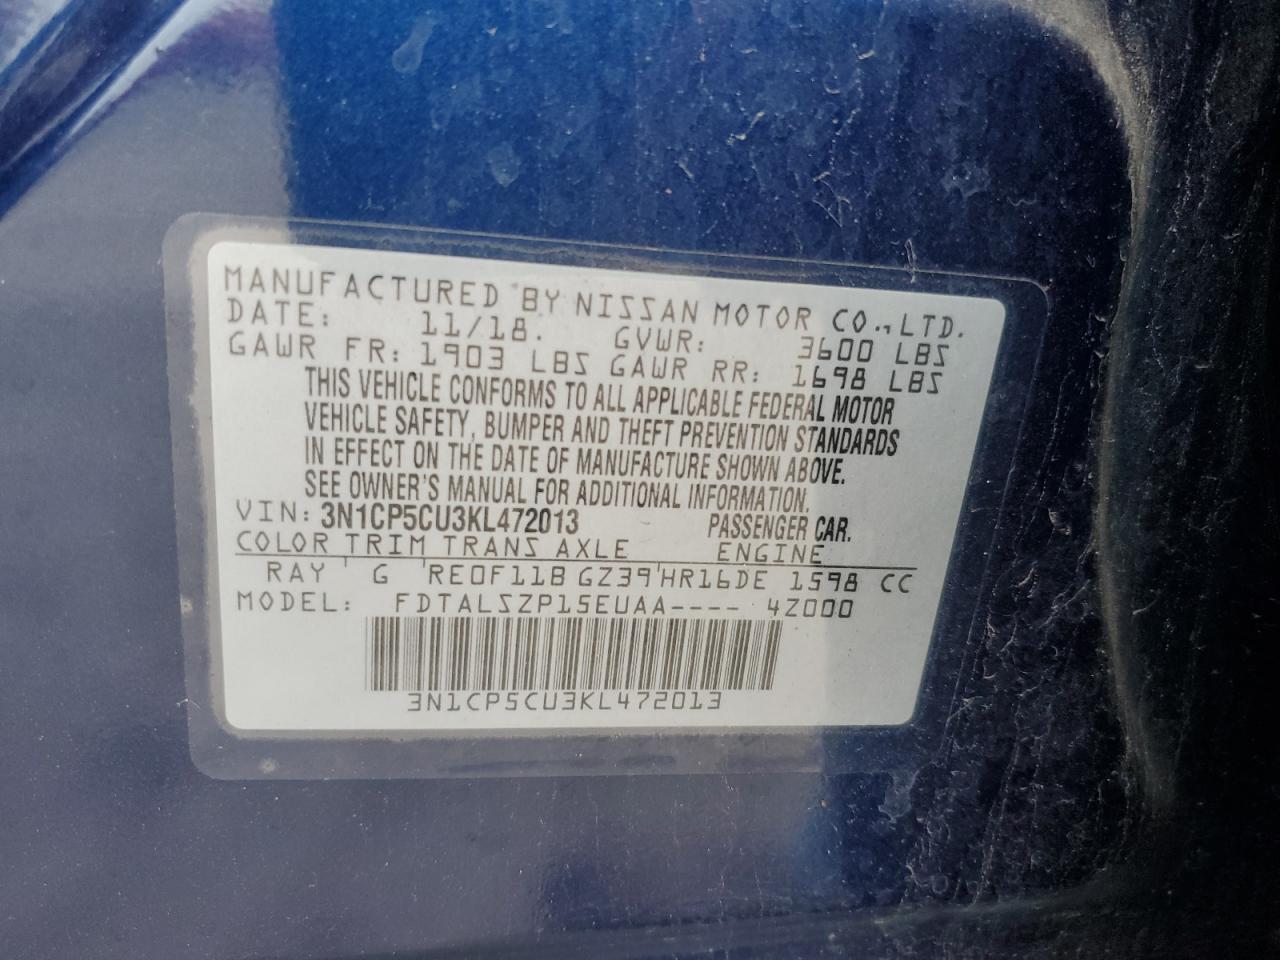 MANUFACTURED BY NISSAN MOTOR CO., LTD.
DATE: 11/18. GVWR: 3600 LBS
GAWR FR: 1903 LBS GAWR RR: 1698 LBS
THIS VEHICLE CONFORMS TO ALL APPLICABLE FEDERAL MOTOR
VEHICLE SAFETY, BUMPER AND THEFT PREVENTION STANDARDS
IN EFFECT ON THE DATE OF MANUFACTURE SHOWN ABOVE.
SEE OWNER'S MANUAL FOR ADDITIONAL INFORMATION.
VIN: 3N1CP5CU3KL472013 PASSENGER CAR.
COLOR TRIM TRANS AXLE ENGINE
RAY ' G 'RE0F11B GZ39'HR16DE 1598 CC
MODEL: FDTALSZP15EUAA---- 4Z000
3N1CP5CU3KL472013